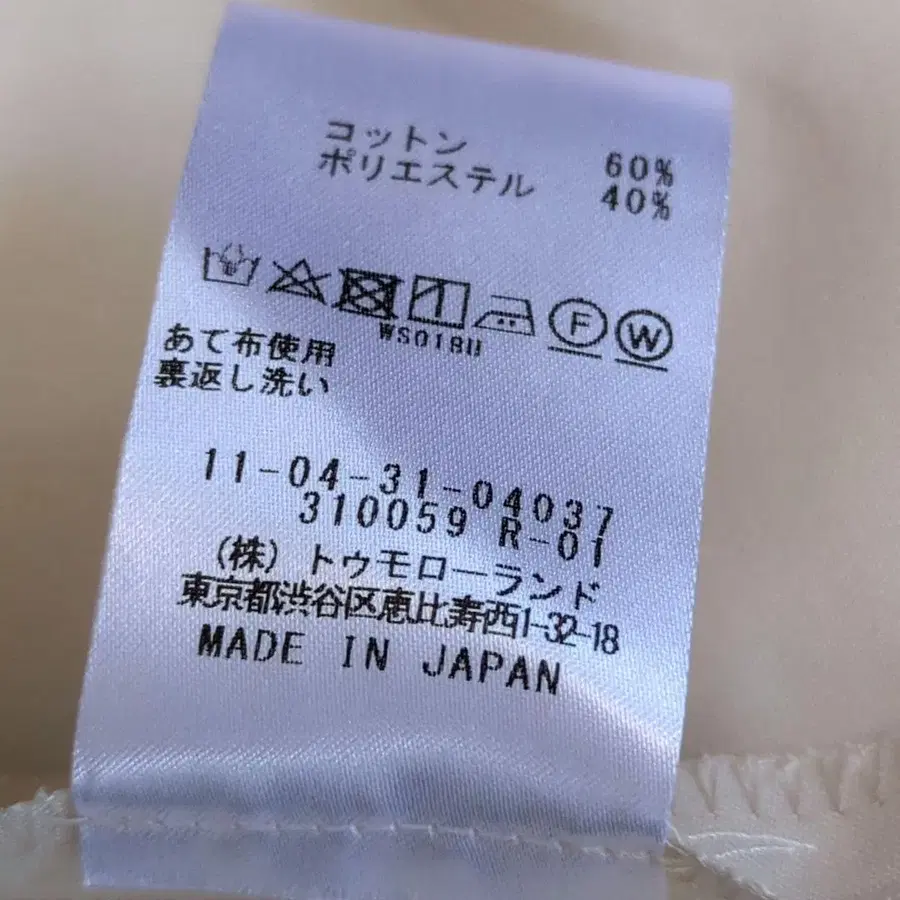 コットン 60%
ポリエステル 40%
F W
WS018U
あて布使用
裏返し洗い
11-04-31-04037
310059 R-01
(株) トゥモローランド
東京都渋谷区恵比寿西1-32-18
MADE IN JAPAN